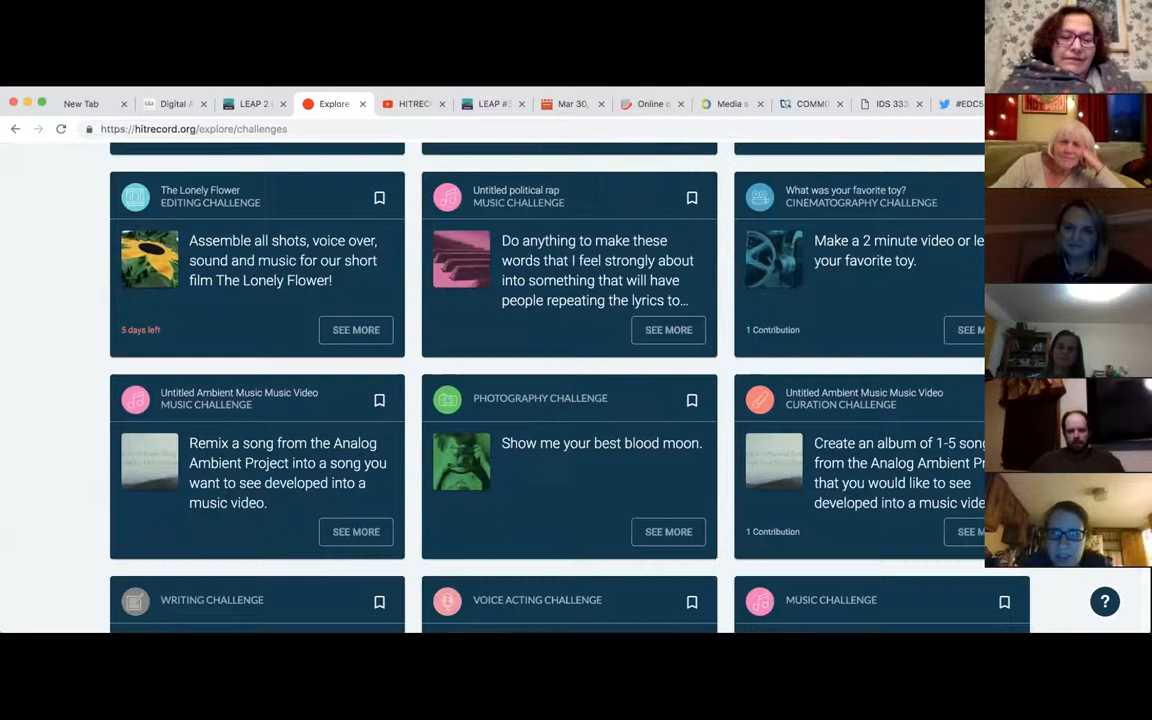 New Tab
Digital A
LEAP 2
Explore
HITREC
LEAP #
Mar 30,
Online
Media a
COMM
IDS 333
#EDC5
https://hitrecord.org/explore/challenges
The Lonely Flower
EDITING CHALLENGE
Assemble all shots, voice over,
sound and music for our short
film The Lonely Flower!
5 days left
SEE MORE
Untitled political rap
MUSIC CHALLENGE
Do anything to make these
words that I feel strongly about
into something that will have
people repeating the lyrics to...
SEE MORE
What was your favorite toy?
CINEMATOGRAPHY CHALLENGE
Make a 2 minute video or le
your favorite toy.
1 Contribution
SEE M
Untitled Ambient Music Music Video
MUSIC CHALLENGE
Remix a song from the Analog
Ambient Project into a song you
want to see developed into a
music video.
SEE MORE
PHOTOGRAPHY CHALLENGE
Show me your best blood moon.
SEE MORE
Untitled Ambient Music Music Video
CURATION CHALLENGE
Create an album of 1-5 song
from the Analog Ambient Pr
that you would like to see
developed into a music vide
1 Contribution
SEE M
WRITING CHALLENGE
VOICE ACTING CHALLENGE
MUSIC CHALLENGE
?